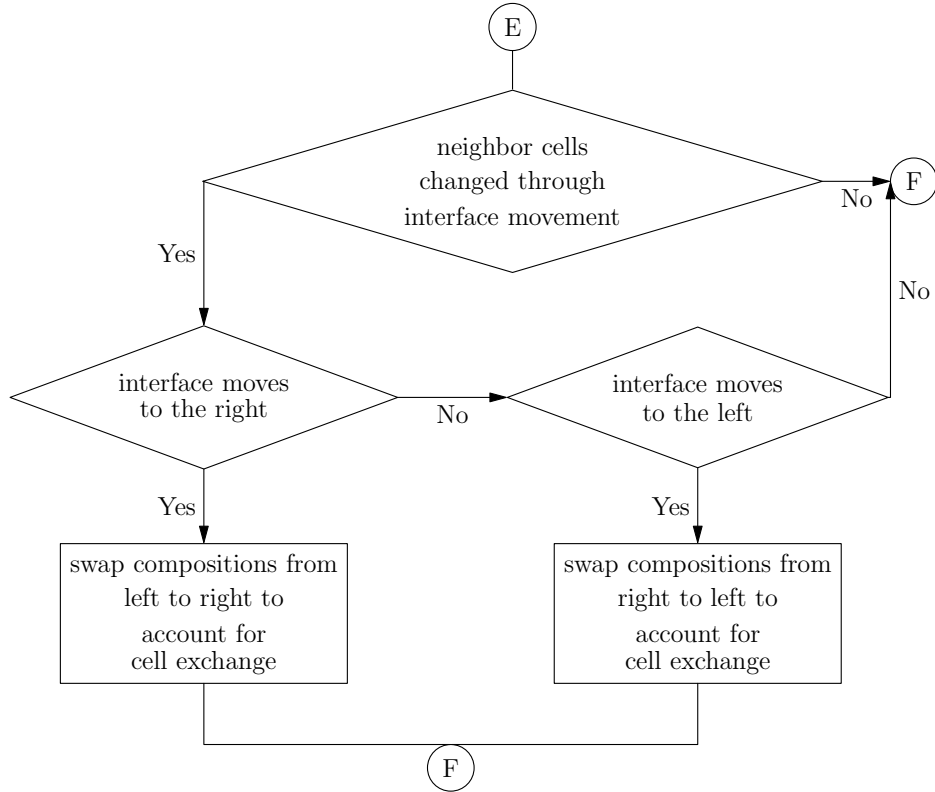 E
neighbor cells
changed through
interface movement
F
No
Yes
No
interface moves
to the right
No
interface moves
to the left
Yes
Yes
swap compositions from
left to right to
account for
cell exchange
swap compositions from
right to left to
account for
cell exchange
F